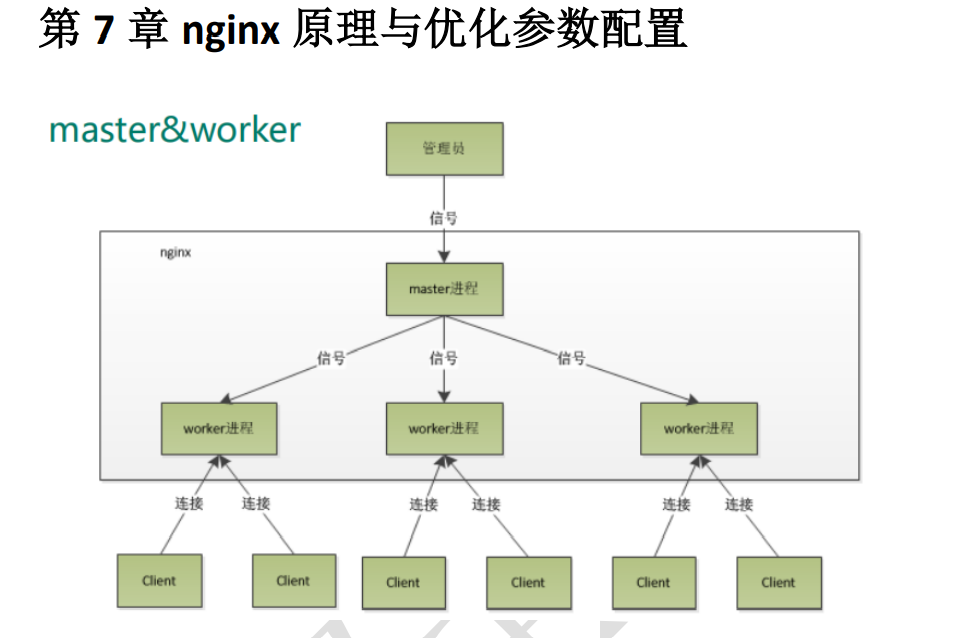 第 7 章 nginx 原理与优化参数配置
master&worker
管理员
信号
nginx
master进程
信号 信号 信号
worker进程 worker进程 worker进程
连接 连接 连接 连接 连接 连接
Client Client Client Client Client Client